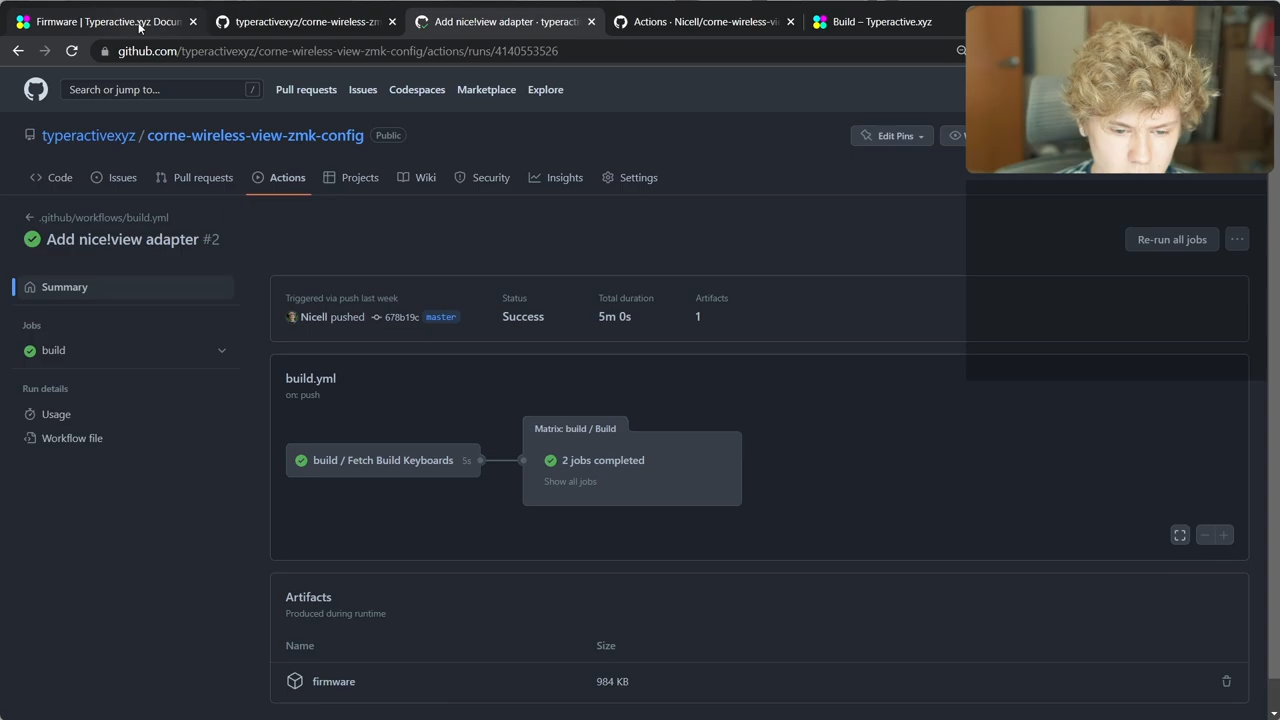 Firmware | Typeractive.xyz Docun
typeractivexyz/corne-wireless-zm
Add nice!view adapter · typeracti
Actions · Nicell/corne-wireless-vi
Build – Typeractive.xyz
github.com/typeractivexyz/corne-wireless-view-zmk-config/actions/runs/4140553526
Search or jump to... /
Pull requests
Issues
Codespaces
Marketplace
Explore
typeractivexyz / corne-wireless-view-zmk-config Public
Edit Pins
Code
Issues
Pull requests
Actions
Projects
Wiki
Security
Insights
Settings
.github/workflows/build.yml
Add nice!view adapter #2
Re-run all jobs
Summary
Jobs
build
Run details
Usage
Workflow file
Triggered via push last week
Nicell pushed 678b19c master
Status
Success
Total duration
5m 0s
Artifacts
1
build.yml
on: push
build / Fetch Build Keyboards 5s
Matrix: build / Build
2 jobs completed
Show all jobs
Artifacts
Produced during runtime
Name
Size
firmware
984 KB